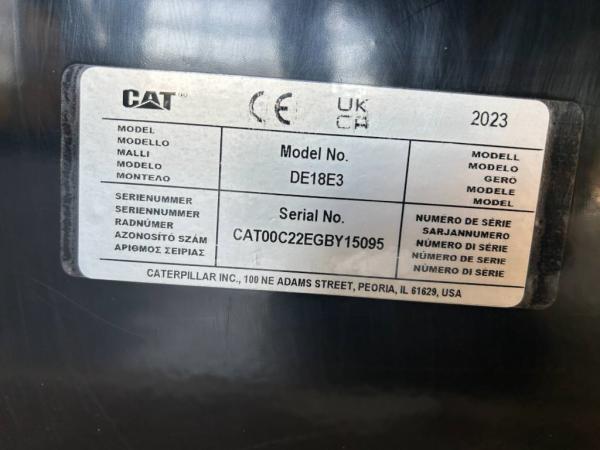 CAT CE UK CA 2023
MODEL
MODELLO
MALLI
MODELO
ΜΟΝΤΕΛΟ
Model No.
DE18E3
MODELL
MODELO
GERÖ
MODELE
MODEL
SERIENUMMER
SERIENNUMMER
RADNÚMER
AZONOSÍTÓ SZÁM
ΑΡΙΘΜΟΣ ΣΕΙΡΙΑΣ
Serial No.
CAT00C22EGBY15095
NUMÉRO DE SÉRIE
SARJANNUMERO
NÚMERO DI SÉRIE
NÚMERO DE SERIE
NÚMERO DI SÉRIE
CATERPILLAR INC., 100 NE ADAMS STREET, PEORIA, IL 61629, USA